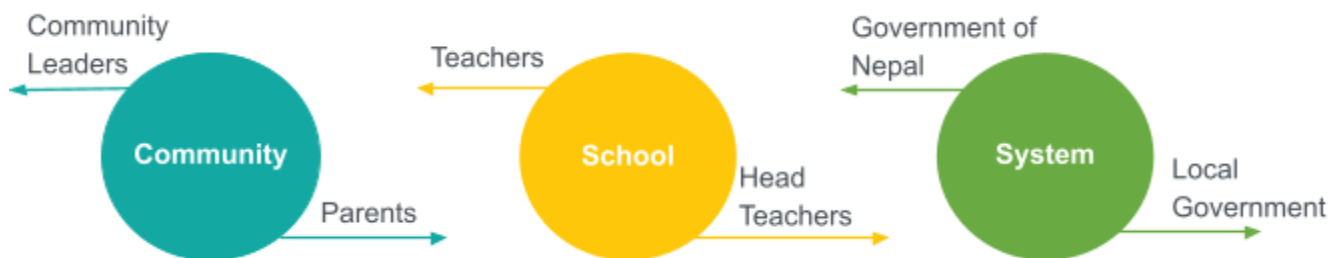 Community
Leaders
Community
Parents
Teachers
School
Head
Teachers
Government of
Nepal
System
Local
Government